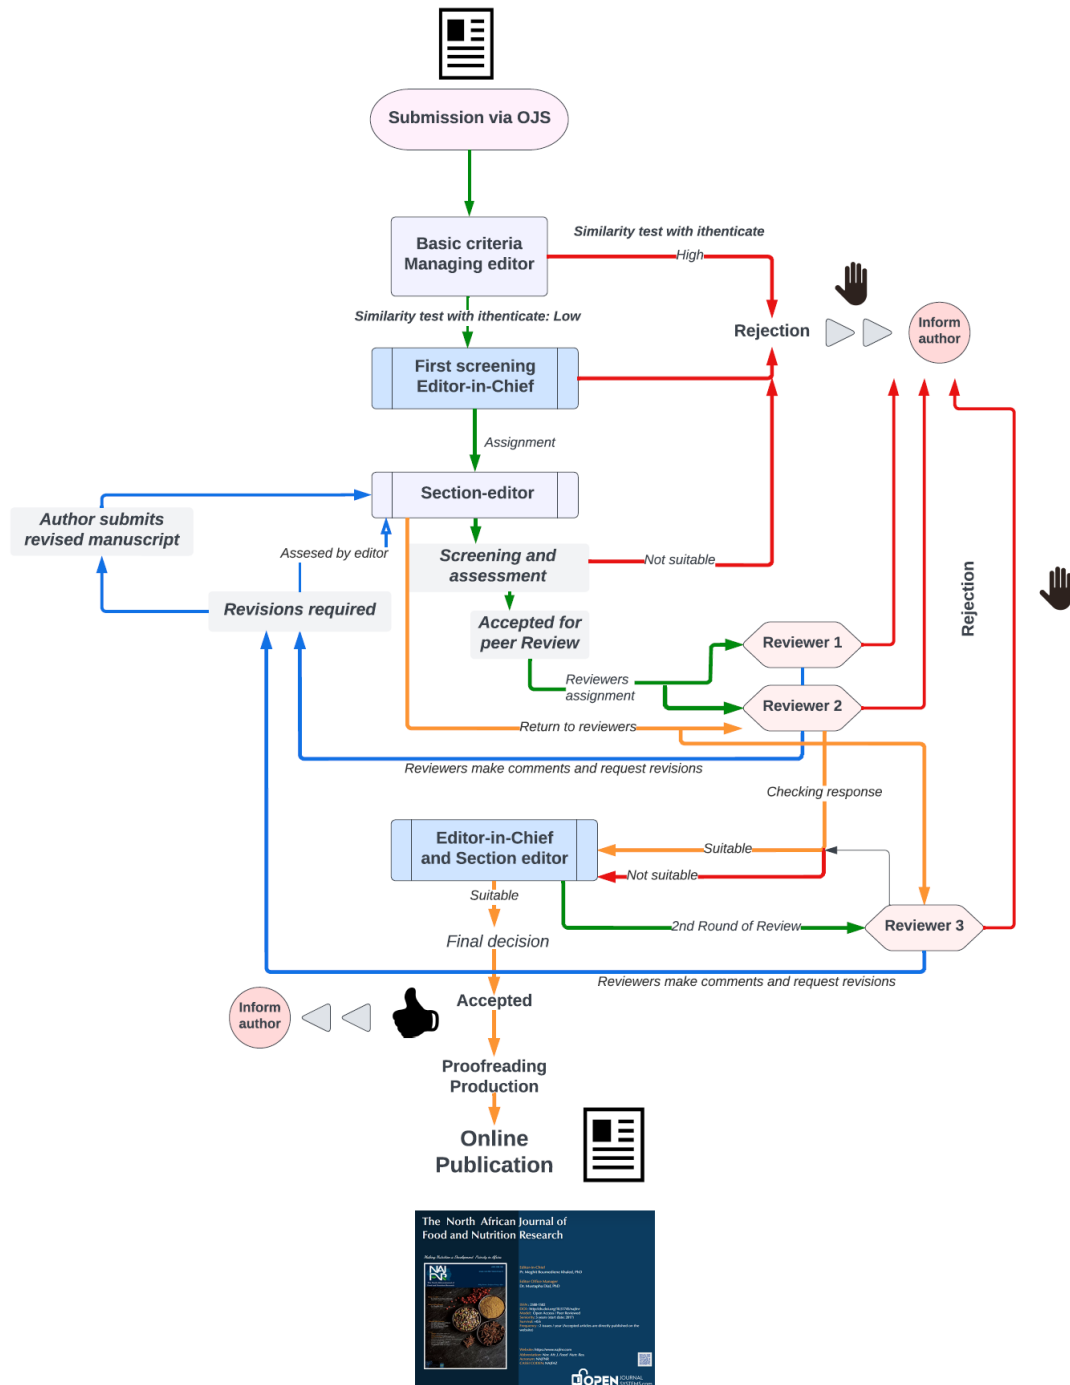 Submission via OJS
Basic criteria
Managing editor
Similarity test with ithenticate
High
Similarity test with ithenticate: Low
Rejection
Inform
author
First screening
Editor-in-Chief
Assignment
Section-editor
Author submits
revised manuscript
Assesed by editor
Screening and
assessment
Not suitable
Revisions required
Accepted for
peer Review
Rejection
Reviewer 1
Reviewers
assignment
Reviewer 2
Return to reviewers
Reviewers make comments and request revisions
Checking response
Editor-in-Chief
and Section editor
Suitable
Not suitable
Suitable
2nd Round of Review
Reviewer 3
Final decision
Reviewers make comments and request revisions
Accepted
Inform
author
Proofreading
Production
Online
Publication
The North African Journal of
Food and Nutrition Research
OPEN JOURNAL